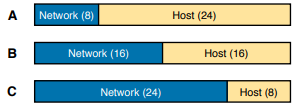 A Network (8) Host (24)
B Network (16) Host (16)
C Network (24) Host (8)